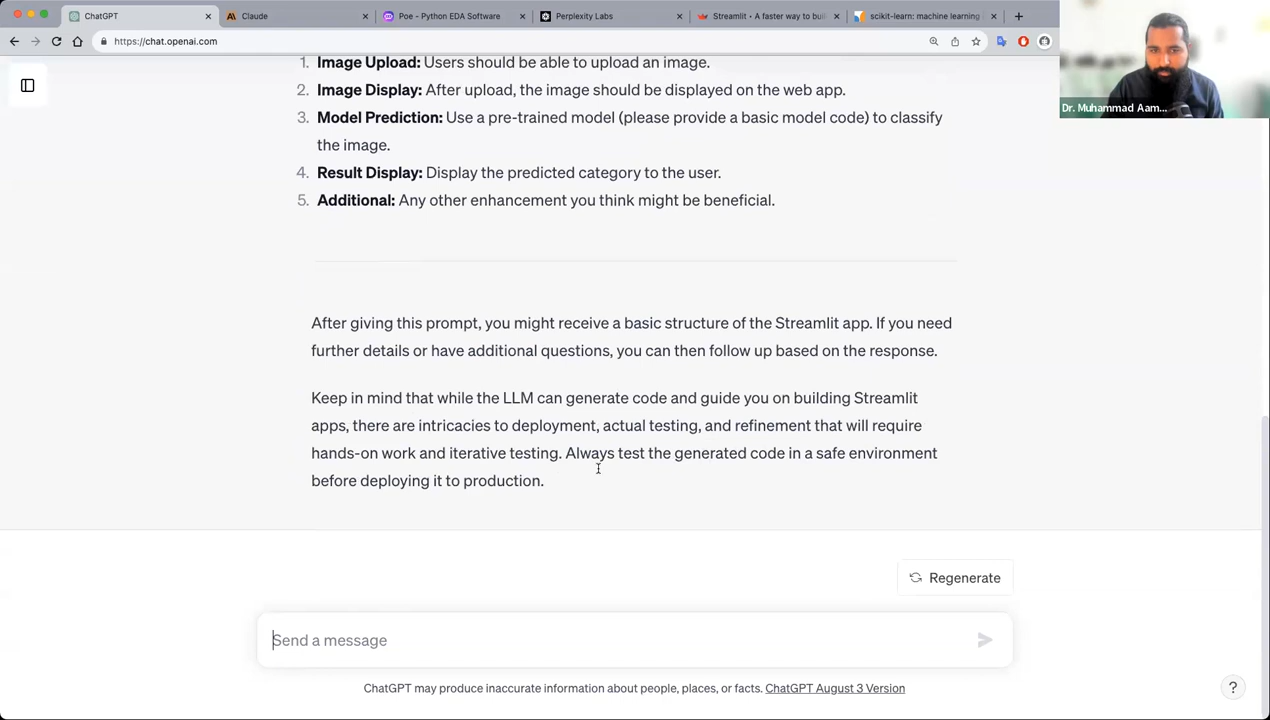 ChatGPT
Claude
Poe - Python EDA Software
Perplexity Labs
Streamlit • A faster way to buil
scikit-learn: machine learning
https://chat.openai.com
Dr. Muhammad Aam...
1. Image Upload: Users should be able to upload an image.
2. Image Display: After upload, the image should be displayed on the web app.
3. Model Prediction: Use a pre-trained model (please provide a basic model code) to classify
the image.
4. Result Display: Display the predicted category to the user.
5. Additional: Any other enhancement you think might be beneficial.
After giving this prompt, you might receive a basic structure of the Streamlit app. If you need
further details or have additional questions, you can then follow up based on the response.
Keep in mind that while the LLM can generate code and guide you on building Streamlit
apps, there are intricacies to deployment, actual testing, and refinement that will require
hands-on work and iterative testing. Always test the generated code in a safe environment
before deploying it to production.
Regenerate
Send a message
ChatGPT may produce inaccurate information about people, places, or facts. ChatGPT August 3 Version
?